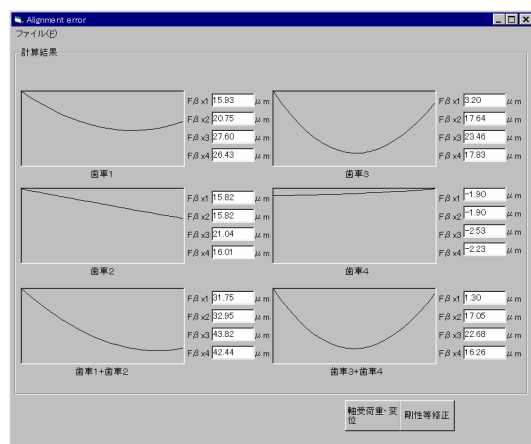 Alignment error
ファイル(F)
計算結果
Fβx1 15.93 μm
Fβx2 20.75 μm
Fβx3 27.60 μm
Fβx4 26.43 μm
歯車1
Fβx1 3.20 μm
Fβx2 17.64 μm
Fβx3 23.46 μm
Fβx4 17.83 μm
歯車3
Fβx1 15.82 μm
Fβx2 15.82 μm
Fβx3 21.04 μm
Fβx4 16.01 μm
歯車2
Fβx1 -1.90 μm
Fβx2 -1.90 μm
Fβx3 -2.53 μm
Fβx4 -2.23 μm
歯車4
Fβx1 31.75 μm
Fβx2 32.95 μm
Fβx3 43.82 μm
Fβx4 42.44 μm
歯車1+歯車2
Fβx1 1.30 μm
Fβx2 17.05 μm
Fβx3 22.68 μm
Fβx4 16.26 μm
歯車3+歯車4
軸受荷重・変
位
剛性等修正